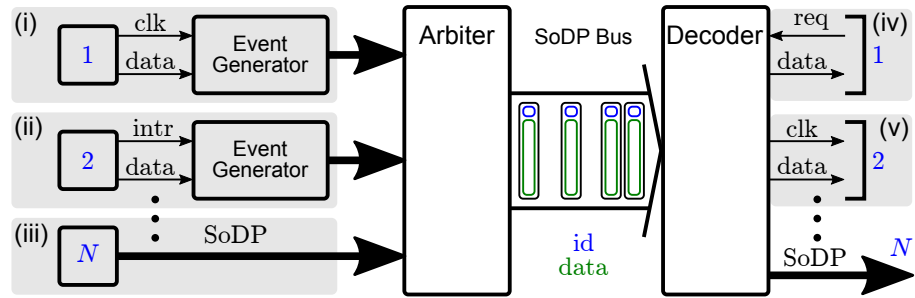 (i)
1
clk
data
Event
Generator
(ii)
2
intr
data
Event
Generator
(iii)
N
SoDP
Arbiter
SoDP Bus
id
data
Decoder
(iv)
req
data
1
(v)
clk
data
2
SoDP
N